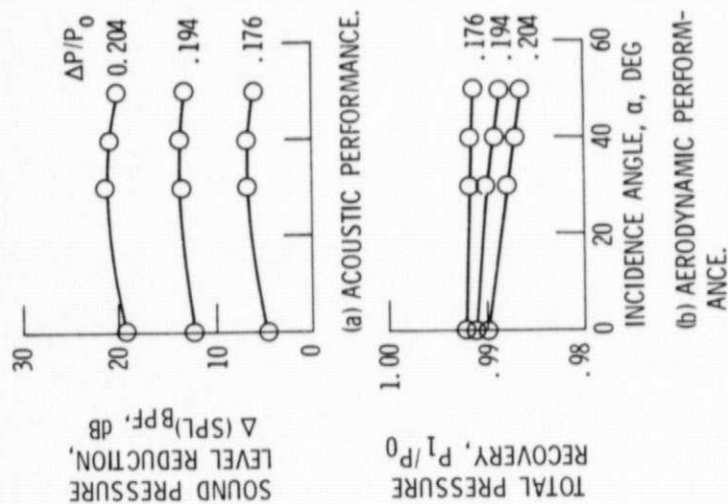 SOUND PRESSURE
LEVEL REDUCTION,
Δ (SPL)BPF, dB
30
20
10
0
ΔP/P0
0.204
.194
.176
(a) ACOUSTIC PERFORMANCE.
TOTAL PRESSURE
RECOVERY, P1/P0
1.00
.99
.98
.176
.194
.204
0
20
40
60
INCIDENCE ANGLE, α, DEG
(b) AERODYNAMIC PERFORM-
ANCE.